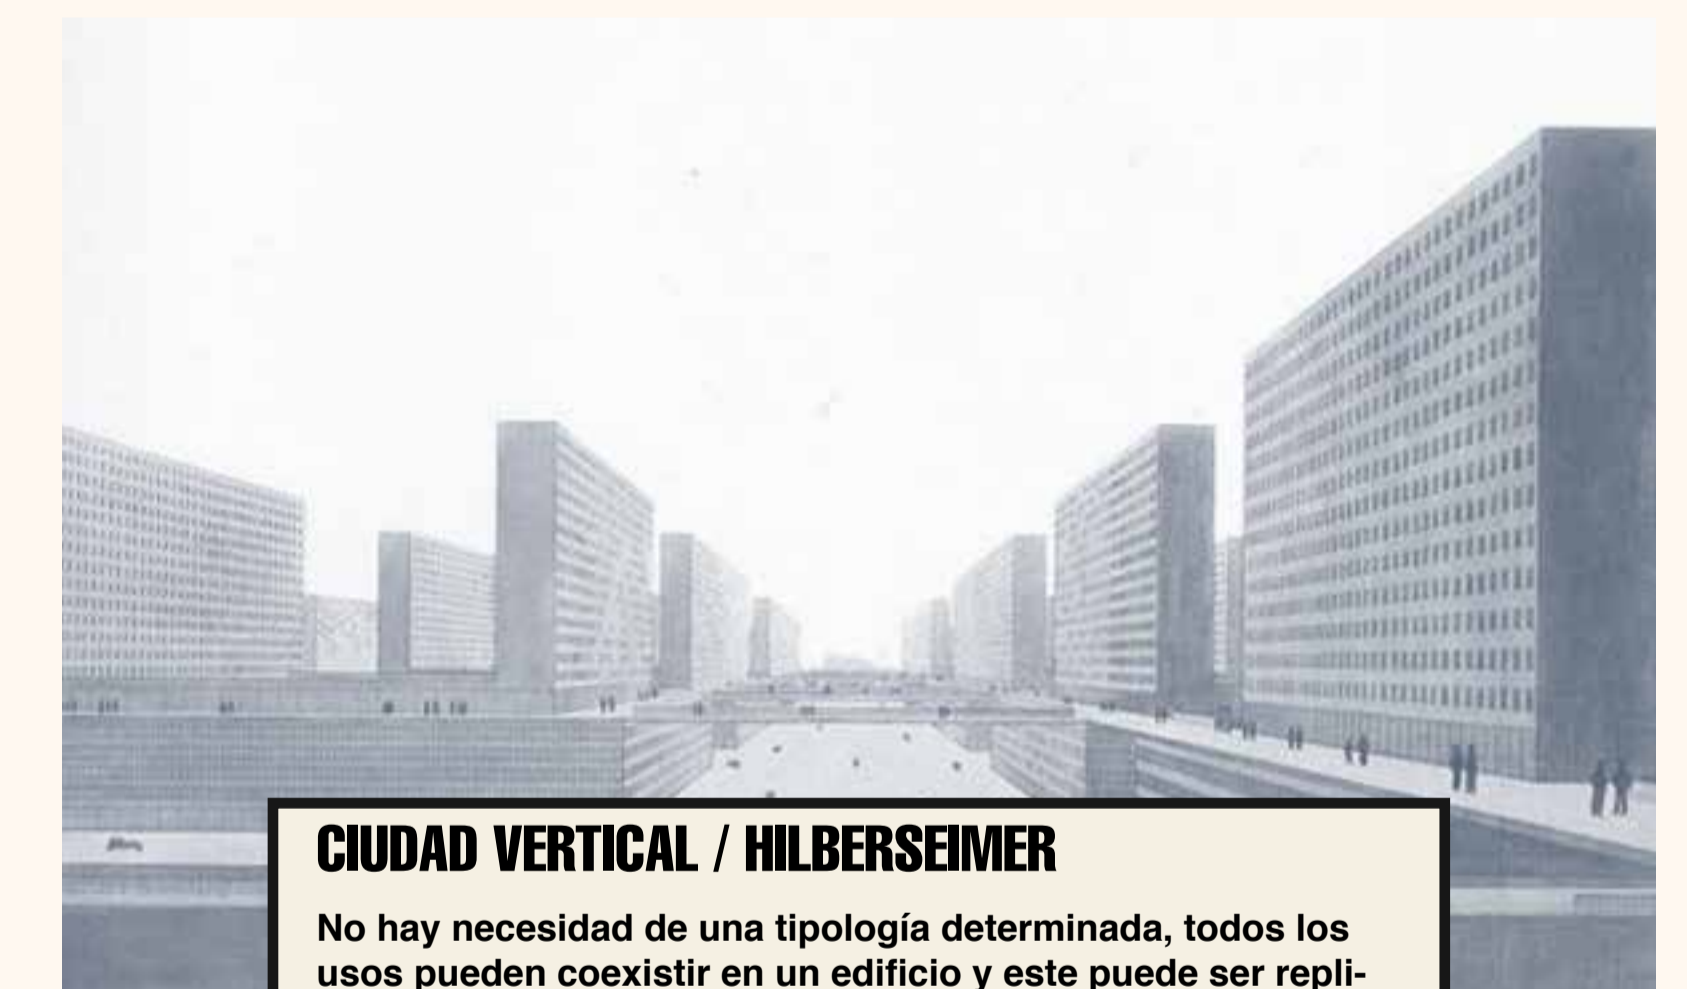 CIUDAD VERTICAL / HILBERSEIMER
No hay necesidad de una tipología determinada, todos los
usos pueden coexistir en un edificio y este puede ser repli-